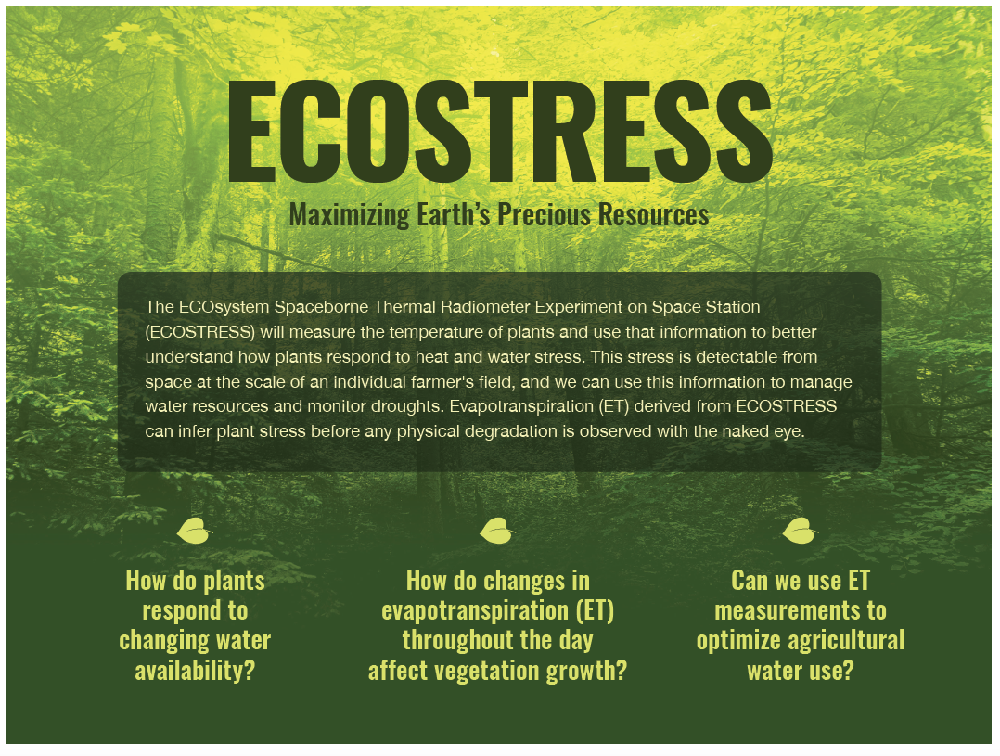 ECOSTRESS
Maximizing Earth’s Precious Resources
The ECOsystem Spaceborne Thermal Radiometer Experiment on Space Station
(ECOSTRESS) will measure the temperature of plants and use that information to better
understand how plants respond to heat and water stress. This stress is detectable from
space at the scale of an individual farmer's field, and we can use this information to manage
water resources and monitor droughts. Evapotranspiration (ET) derived from ECOSTRESS
can infer plant stress before any physical degradation is observed with the naked eye.
How do plants
respond to
changing water
availability?
How do changes in
evapotranspiration (ET)
throughout the day
affect vegetation growth?
Can we use ET
measurements to
optimize agricultural
water use?